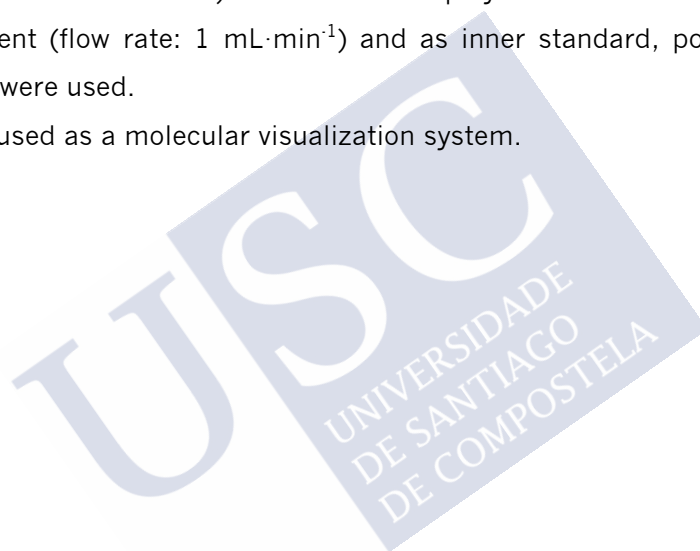 ent (flow rate: 1 mL·min⁻¹) and as inner standard, po
were used.
used as a molecular visualization system.
USC
UNIVERSIDADE
DE SANTIAGO
DE COMPOSTELA